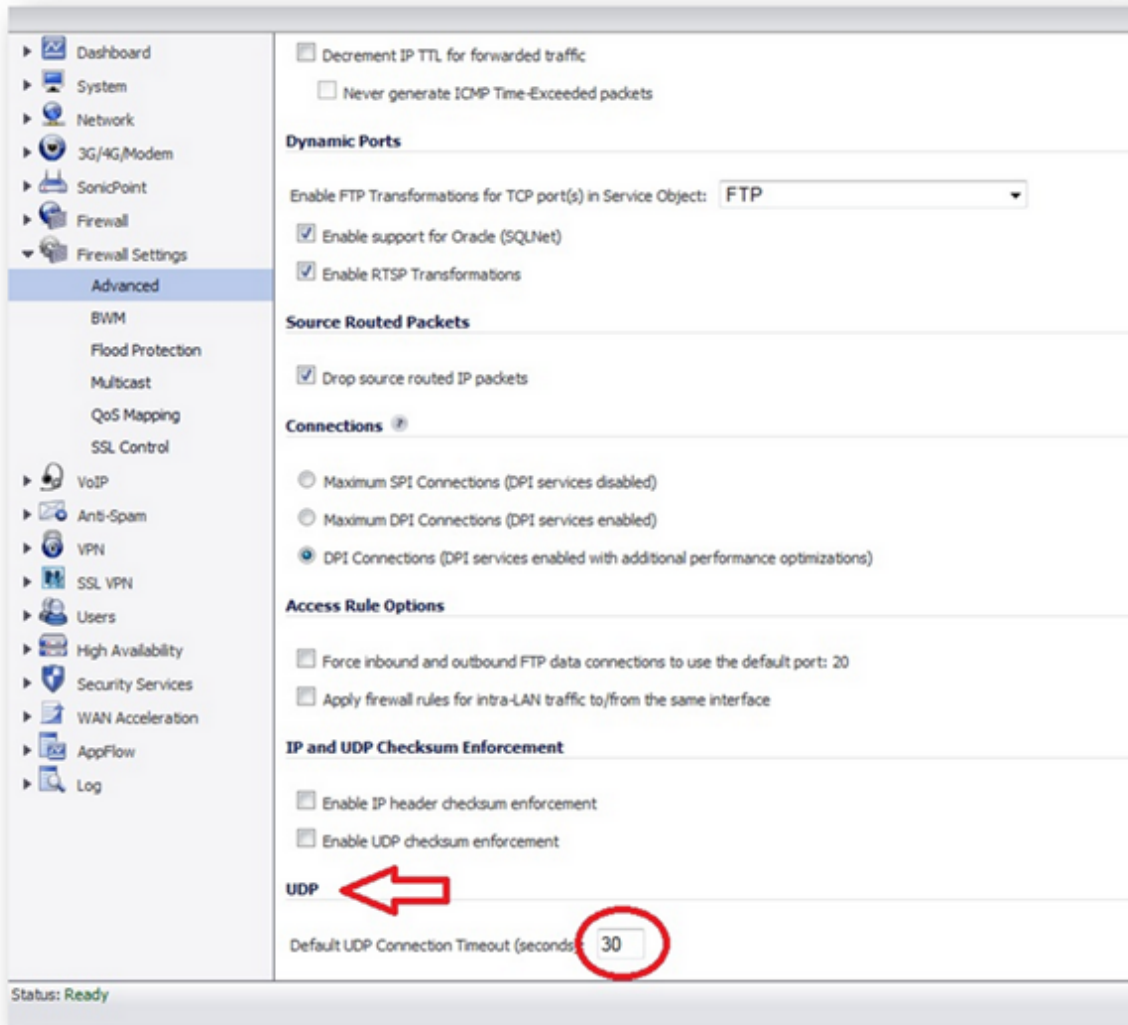 Dashboard
System
Network
3G/4G/Modem
SonicPoint
Firewall
Firewall Settings
Advanced
BWM
Flood Protection
Multicast
QoS Mapping
SSL Control
VoIP
Anti-Spam
VPN
SSL VPN
Users
High Availability
Security Services
WAN Acceleration
AppFlow
Log
Decrement IP TTL for forwarded traffic
Never generate ICMP Time-Exceeded packets
Dynamic Ports
Enable FTP Transformations for TCP port(s) in Service Object: FTP
Enable support for Oracle (SQLNet)
Enable RTSP Transformations
Source Routed Packets
Drop source routed IP packets
Connections ?
Maximum SPI Connections (DPI services disabled)
Maximum DPI Connections (DPI services enabled)
DPI Connections (DPI services enabled with additional performance optimizations)
Access Rule Options
Force inbound and outbound FTP data connections to use the default port: 20
Apply firewall rules for intra-LAN traffic to/from the same interface
IP and UDP Checksum Enforcement
Enable IP header checksum enforcement
Enable UDP checksum enforcement
UDP
Default UDP Connection Timeout (seconds): 30
Status: Ready